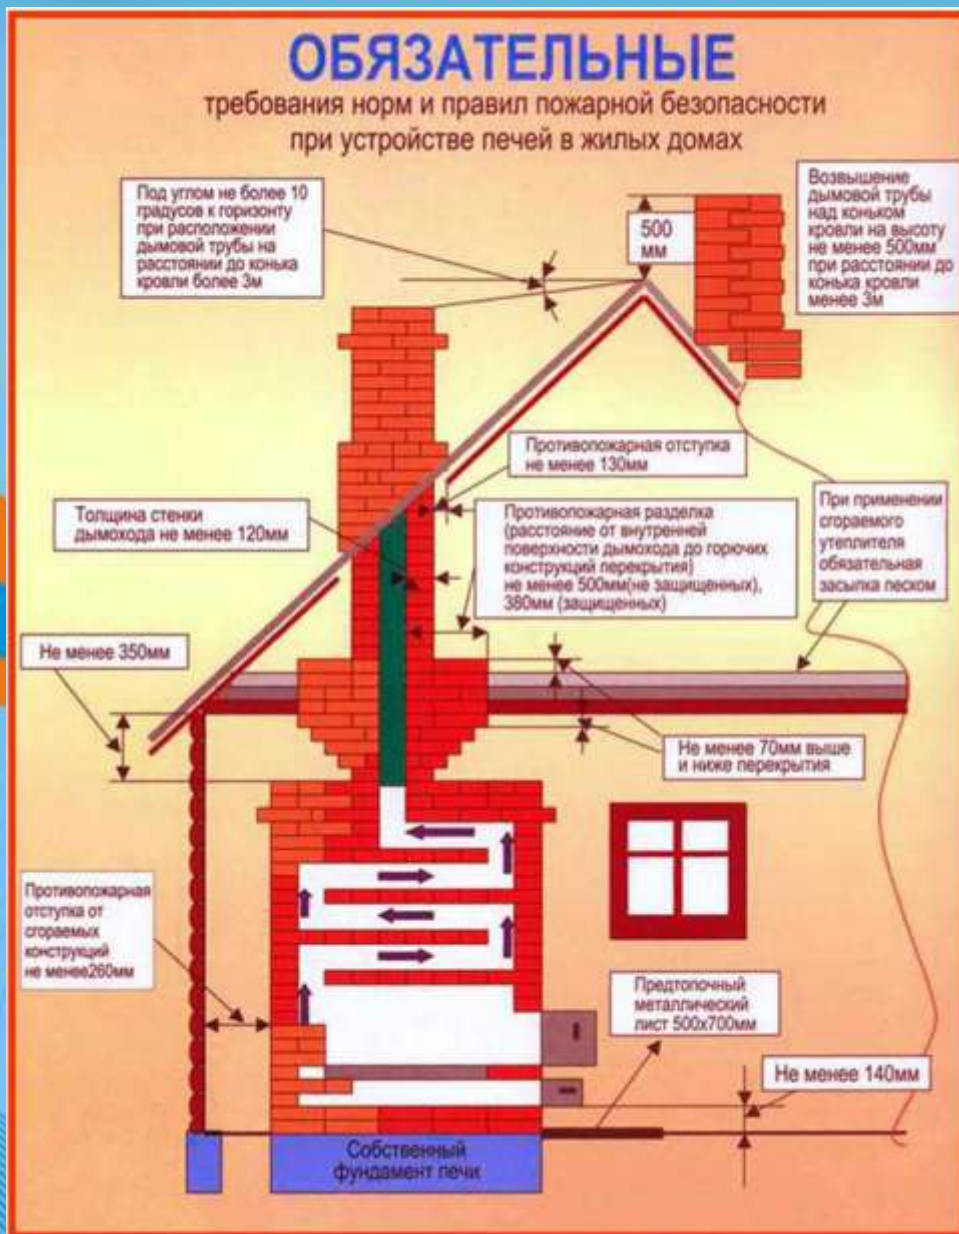 ОБЯЗАТЕЛЬНЫЕ
требования норм и правил пожарной безопасности
при устройстве печей в жилых домах
Под углом не более 10
градусов к горизонту
при расположении
дымовой трубы на
расстоянии до конька
кровли более 3м
500
мм
Возвышение
дымовой трубы
над коньком
кровли на высоту
не менее 500мм
при расстоянии до
конька кровли
менее 3м
Противопожарная отступка
не менее 130мм
Толщина стенки
дымохода не менее 120мм
Противопожарная разделка
(расстояние от внутренней
поверхности дымохода до горючих
конструкций перекрытия)
не менее 500мм(не защищенных),
380мм (защищенных)
При применении
сгораемого
утеплителя
обязательная
засыпка песком
Не менее 350мм
Не менее 70мм выше
и ниже перекрытия
Противопожарная
отступка от
сгораемых
конструкций
не менее260мм
Предтопочный
металлический
лист 500х700мм
Не менее 140мм
Собственный
фундамент печи